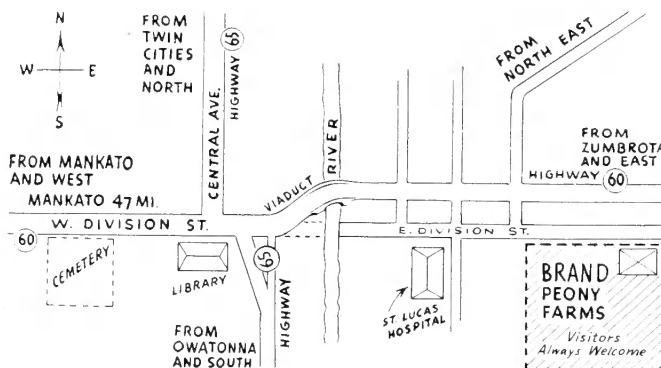 N
W E
S
FROM
TWIN
CITIES
AND
NORTH
CENTRAL AVE.
HIGHWAY 65
FROM
NORTH EAST
FROM MANKATO
AND WEST
MANKATO 47 MI.
W. DIVISION ST.
60
CEMETERY
LIBRARY
FROM
OWATONNA
AND SOUTH
65
HIGHWAY
VIADUCT
RIVER
E. DIVISION ST.
ST. LUCAS
HOSPITAL
FROM
ZUMBROTA
AND EAST
HIGHWAY 60
BRAND
PEONY
FARMS
Visitors
Always Welcome